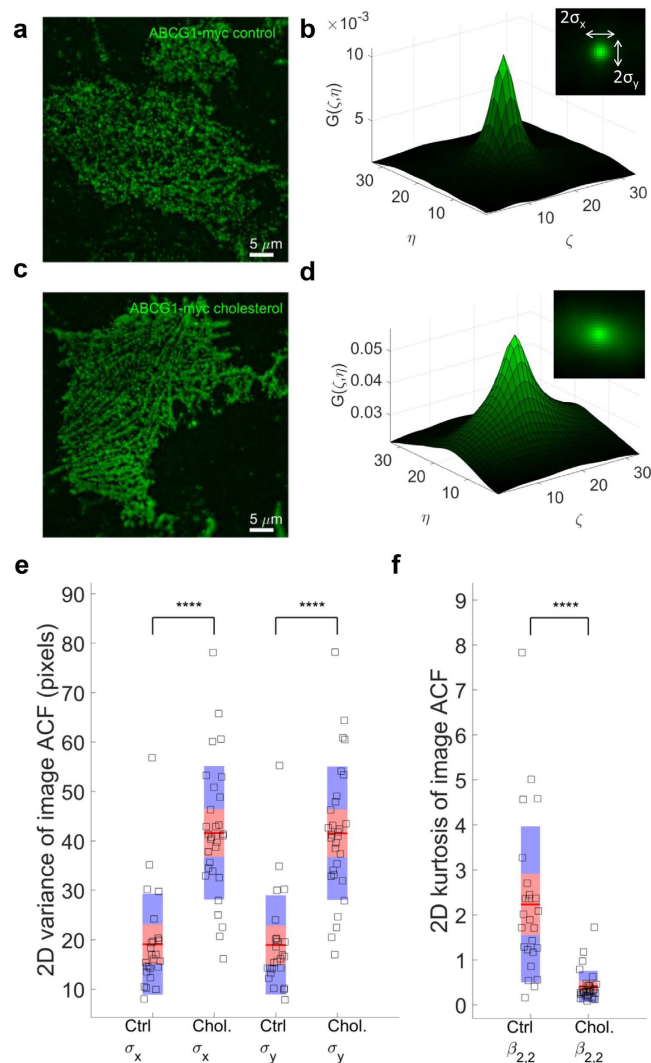 a
ABCG1-myc control
5 μm
b
×10⁻³
10
5
G(ζ,η)
30
20
10
η
10
20
30
ζ
2σx
2σy
c
ABCG1-myc cholesterol
5 μm
d
0.05
0.04
0.03
G(ζ,η)
30
20
10
η
10
20
30
ζ
e
2D variance of image ACF (pixels)
90
80
70
60
50
40
30
20
10
**** ****
Ctrl Chol. Ctrl Chol.
σx σx σy σy
f
2D kurtosis of image ACF
9
8
7
6
5
4
3
2
1
0
****
Ctrl Chol.
β2,2 β2,2